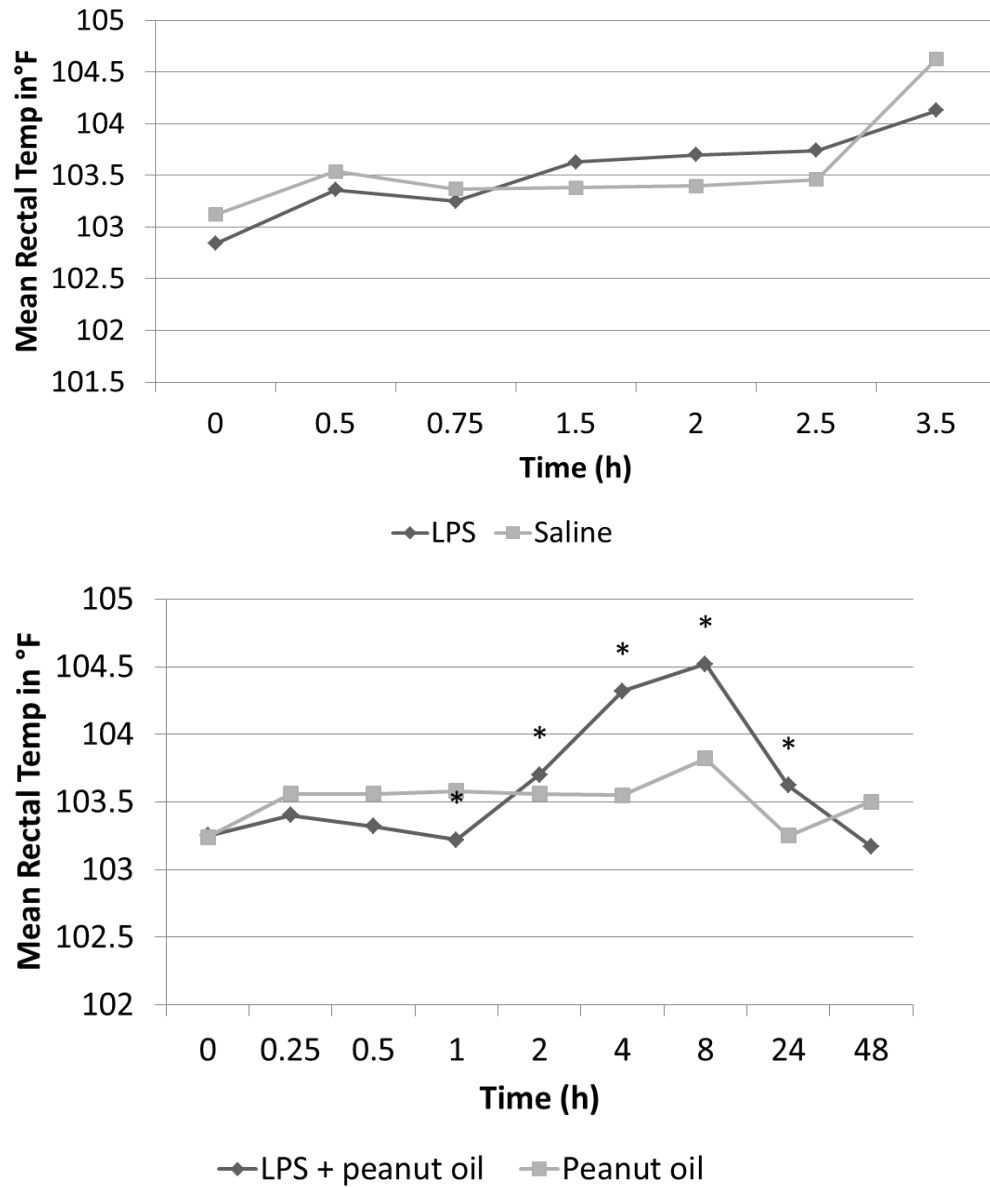 105
104.5
104
103.5
103
102.5
102
101.5
Mean Rectal Temp in°F
0 0.5 0.75 1.5 2 2.5 3.5
Time (h)
LPS Saline
105
104.5
104
103.5
103
102.5
102
Mean Rectal Temp in °F
* * * * *
0 0.25 0.5 1 2 4 8 24 48
Time (h)
LPS + peanut oil Peanut oil